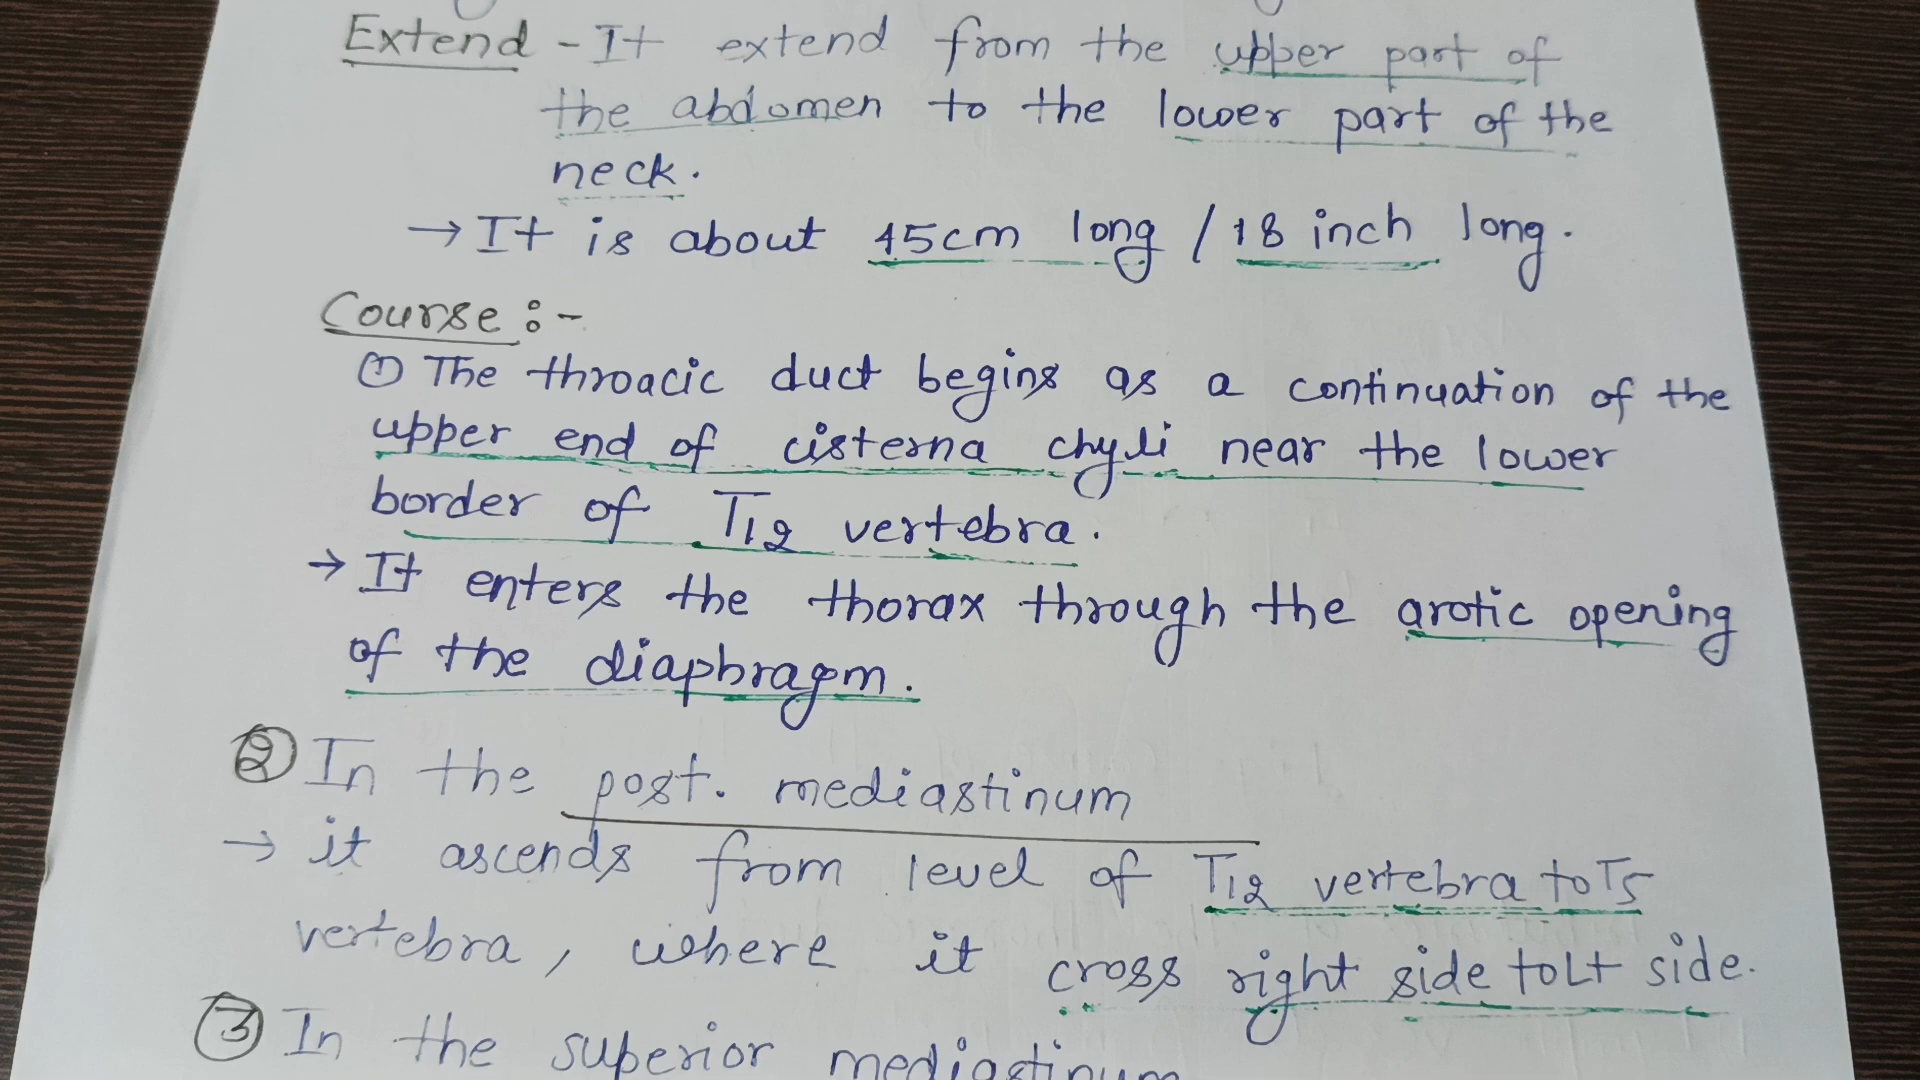 Extend - It extend from the upper part of
the abdomen to the lower part of the
neck.
→ It is about 45cm long / 18 inch long.
Course :-
① The throacic duct begins as a continuation of the
upper end of cisterna chyli near the lower
border of T12 vertebra.
→ It enters the thorax through the arotic opening
of the diaphragm.
② In the post. mediastinum
→ it ascends from level of T12 vertebra to T5
vertebra, where it cross right side to Lt side.
③ In the superior mediastinum